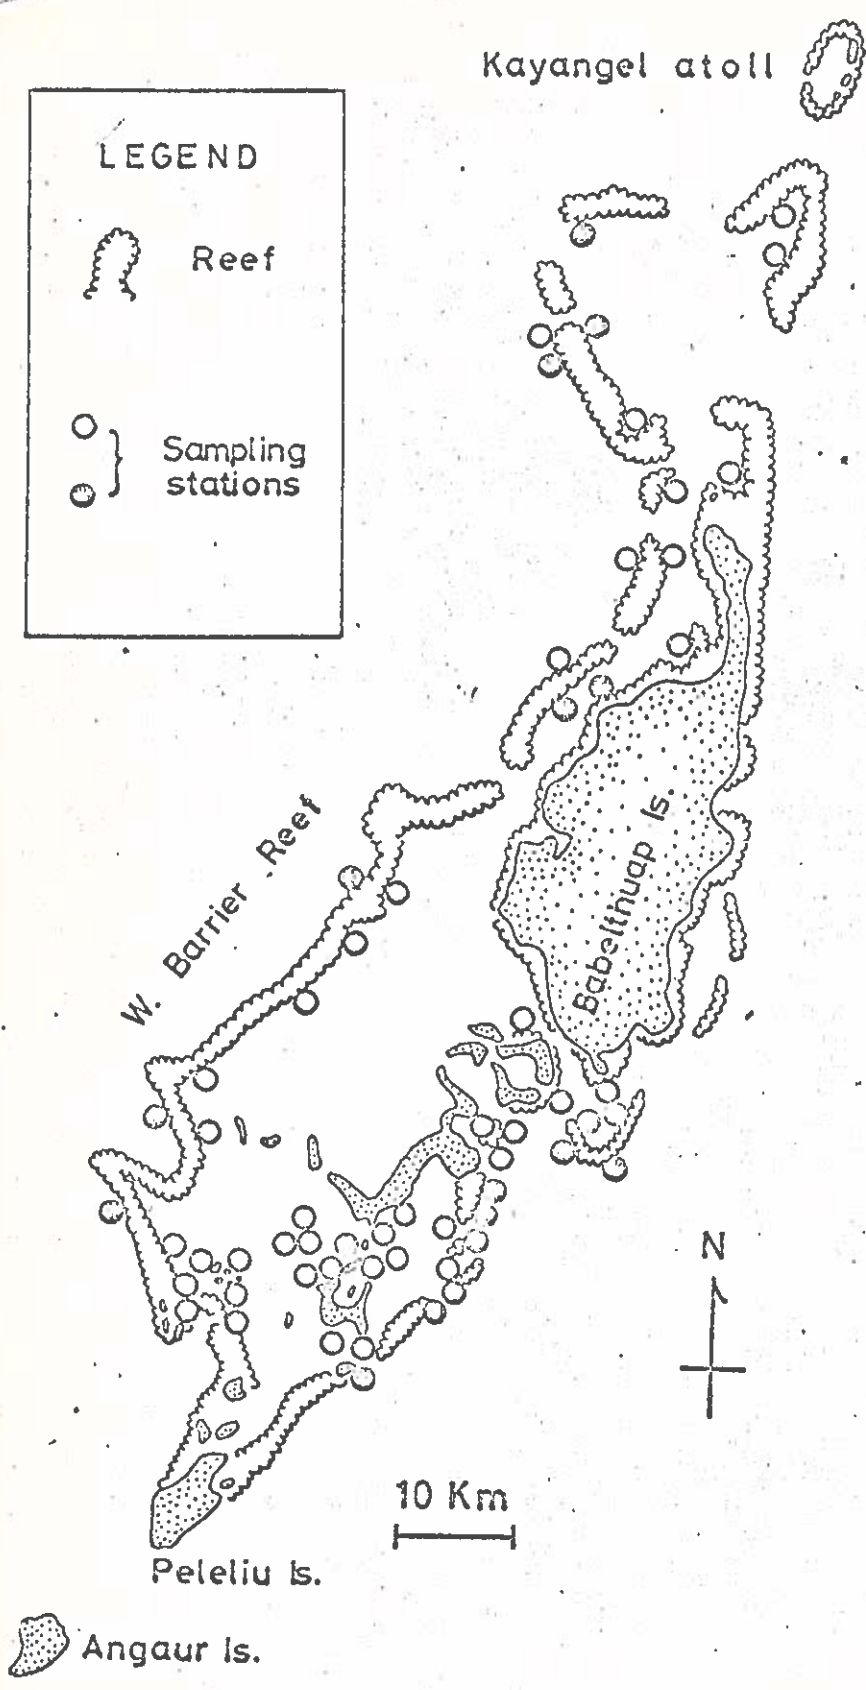 Kayangel atoll
LEGEND
Reef
Sampling
stations
W. Barrier Reef
Babelthuap Is.
N
10 Km
Peleliu Is.
Angaur Is.